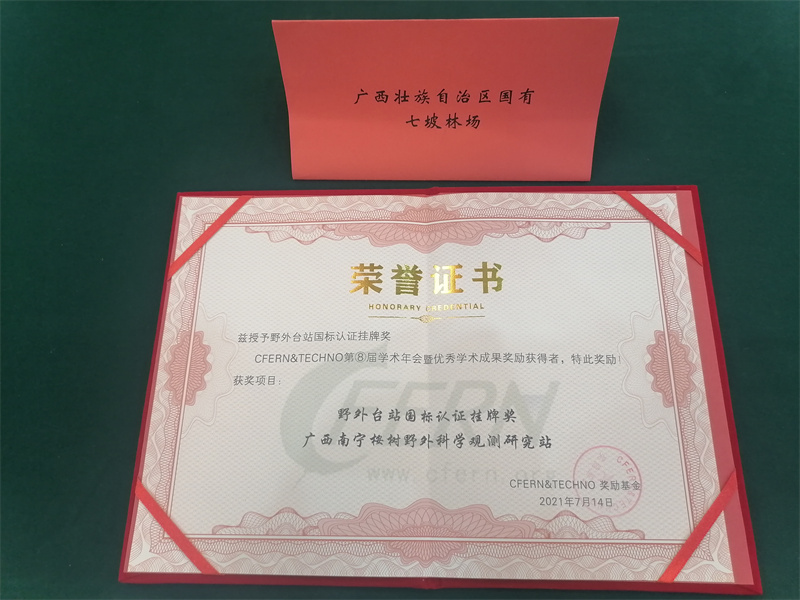 广西壮族自治区国有
七坡林场
荣誉证书
HONORARY CREDENTIAL
兹授予野外台站国标认证挂牌奖
CFERN&TECHNO第⑧届学术年会暨优秀学术成果奖励获得者，特此奖励!
获奖项目：
CFERN
野外台站国标认证挂牌奖
广西南宁桉树野外科学观测研究站
www.cfern.org
CFERN&TECHNO 奖励基金
2021年7月14日